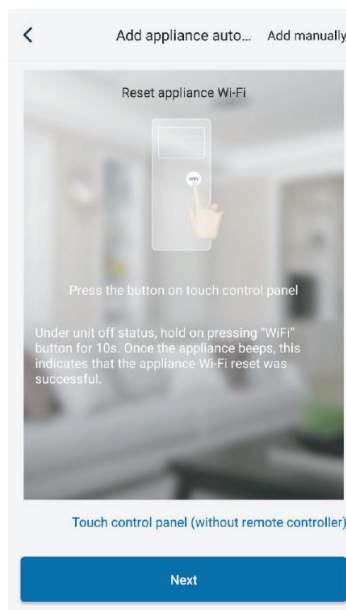 Add appliance auto... Add manually
Reset appliance Wi-Fi
WiFi
Press the button on touch control panel
Under unit off status, hold on pressing "WiFi"
button for 10s. Once the appliance beeps, this
indicates that the appliance Wi-Fi reset was
successful.
Touch control panel (without remote controller)
Next